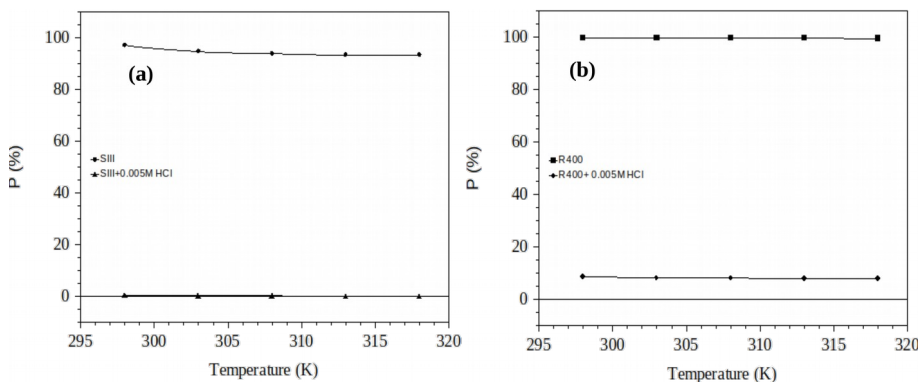 100
(a)
80
60
P (%)
SIII
SIII+0.005M HCl
40
20
0
295 300 305 310 315 320
Temperature (K)
100
(b)
80
60
P (%)
R400
R400+ 0.005M HCl
40
20
0
295 300 305 310 315 320
Temperature (K)